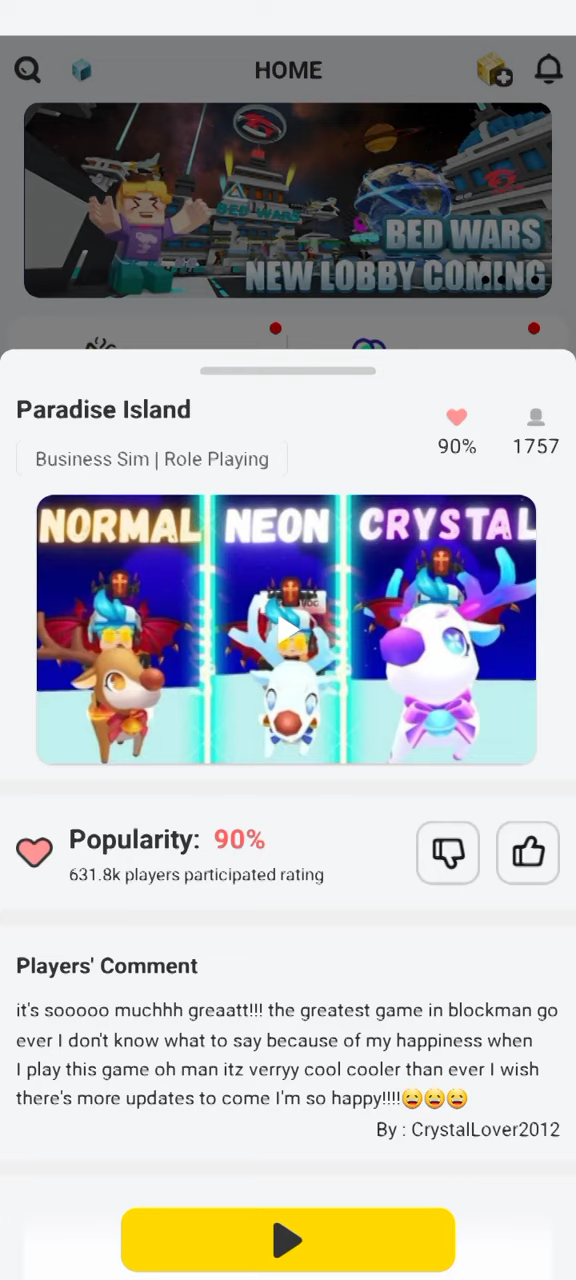 HOME
BED WARS
BED WARS
NEW LOBBY COMING
Paradise Island
90%
1757
Business Sim | Role Playing
NORMAL
NEON
CRYSTAL
Popularity: 90%
631.8k players participated rating
Players' Comment
it's sooooo muchhh greaatt!!! the greatest game in blockman go
ever I don't know what to say because of my happiness when
I play this game oh man itz verryy cool cooler than ever I wish
there's more updates to come I'm so happy!!!!😄😄😄
By : CrystalLover2012